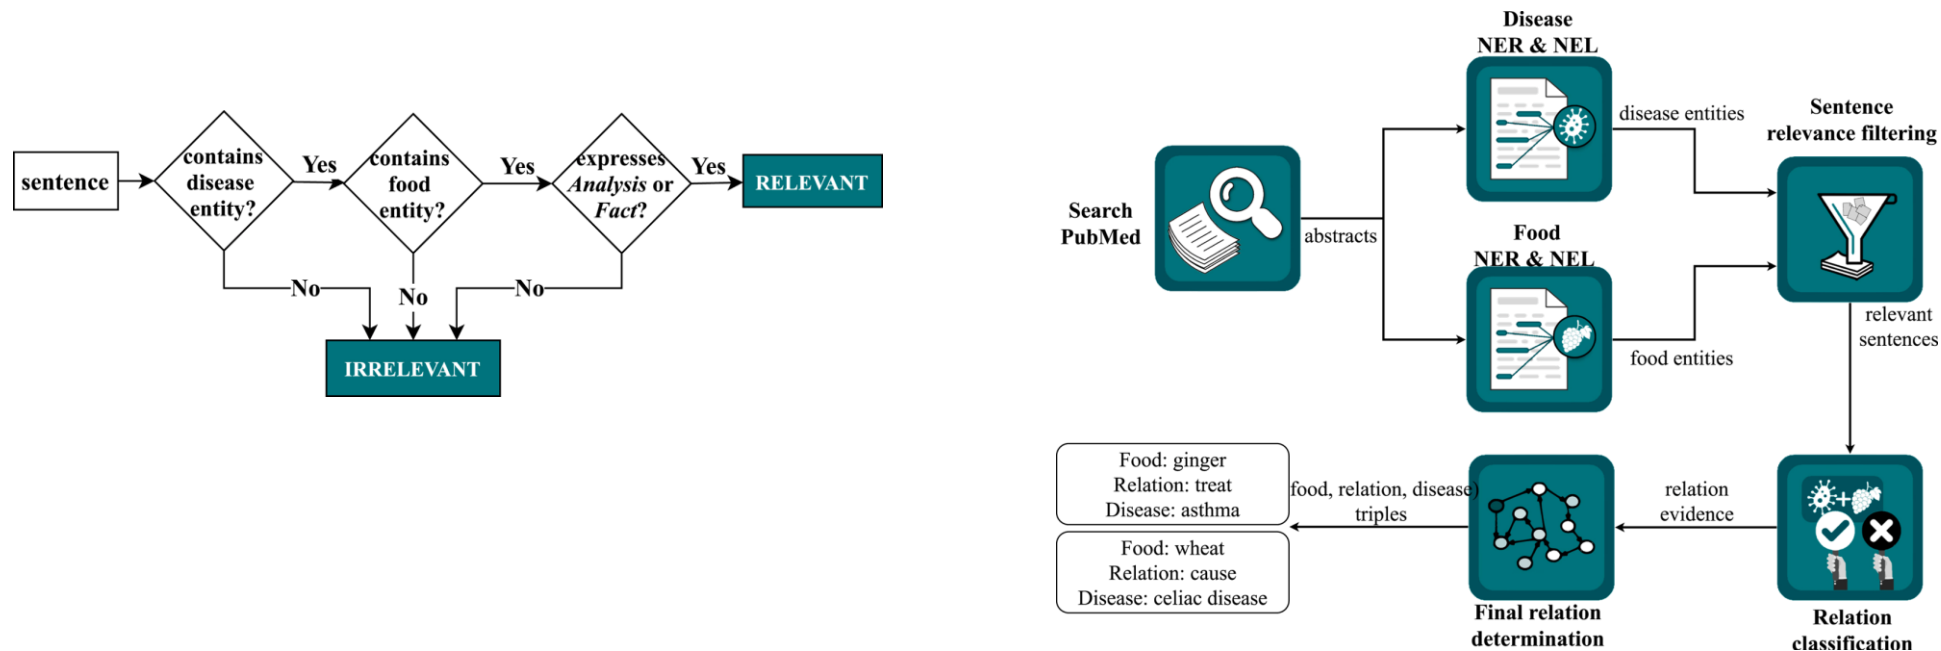 sentence
contains
disease
entity?
Yes
contains
food
entity?
Yes
expresses
Analysis or
Fact?
Yes
RELEVANT
No
No
No
IRRELEVANT
Search
PubMed
abstracts
Disease
NER & NEL
disease entities
Food
NER & NEL
food entities
Sentence
relevance filtering
relevant
sentences
Relation
classification
relation
evidence
Final relation
determination
food, relation, disease)
triples
Food: ginger
Relation: treat
Disease: asthma
Food: wheat
Relation: cause
Disease: celiac disease